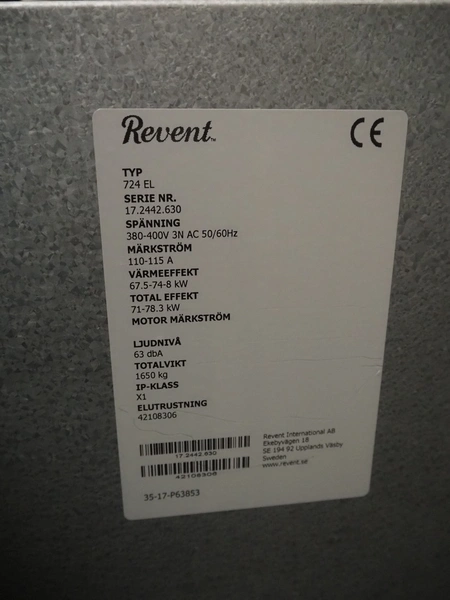 Revent™
CE
TYP
724 EL
SERIE NR.
17.2442.630
SPÄNNING
380-400V 3N AC 50/60Hz
MÄRKSTRÖM
110-115 A
VÄRMEEFFEKT
67.5-74-8 kW
TOTAL EFFEKT
71-78.3 kW
MOTOR MÄRKSTRÖM
LJUDNIVÅ
63 dbA
TOTALVIKT
1650 kg
IP-KLASS
X1
ELUTRUSTNING
42108306
17.2442.630
42108306
35-17-P63853
Revent International AB
Ekebyvägen 18
SE 194 92 Upplands Väsby
Sweden
www.revent.se